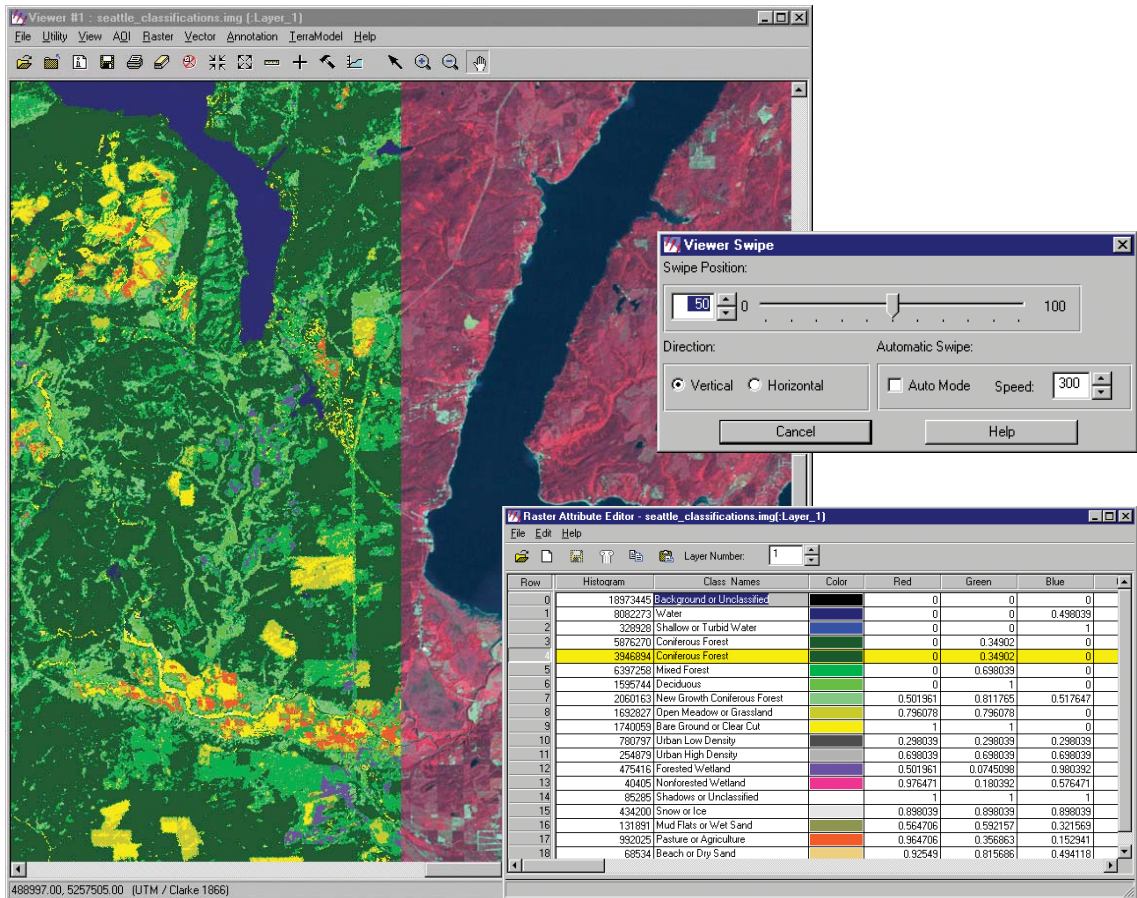 Viewer #1 : seattle_classifications.img (:Layer_1)
File Utility View AOI Raster Vector Annotation TerraModel Help
Viewer Swipe
Swipe Position:
50 0 100
Direction: Automatic Swipe:
Vertical Horizontal Auto Mode Speed: 300
Cancel Help
Raster Attribute Editor - seattle_classifications.img(:Layer_1)
File Edit Help
Layer Number: 1
Row Histogram Class Names Color Red Green Blue
0 18973445 Background or Unclassified 0 0 0
1 8082273 Water 0 0 0.498039
2 328928 Shallow or Turbid Water 0 0 1
3 5876270 Coniferous Forest 0 0.34902 0
4 3946894 Coniferous Forest 0 0.34902 0
5 6397258 Mixed Forest 0 0.698039 0
6 1595744 Deciduous 0 1 0
7 2060163 New Growth Coniferous Forest 0.501961 0.811765 0.517647
8 1692827 Open Meadow or Grassland 0.796078 0.796078 0
9 1740059 Bare Ground or Clear Cut 1 1 0
10 780797 Urban Low Density 0.298039 0.298039 0.298039
11 254879 Urban High Density 0.698039 0.698039 0.698039
12 475416 Forested Wetland 0.501961 0.0745098 0.980392
13 40405 Nonforested Wetland 0.976471 0.180392 0.576471
14 85285 Shadows or Unclassified 1 1 1
15 434200 Snow or Ice 0.898039 0.898039 0.898039
16 131891 Mud Flats or Wet Sand 0.564706 0.592157 0.321569
17 992025 Pasture or Agriculture 0.964706 0.356863 0.152941
18 68534 Beach or Dry Sand 0.92549 0.815686 0.494118
488997.00, 5257505.00 (UTM / Clarke 1866)